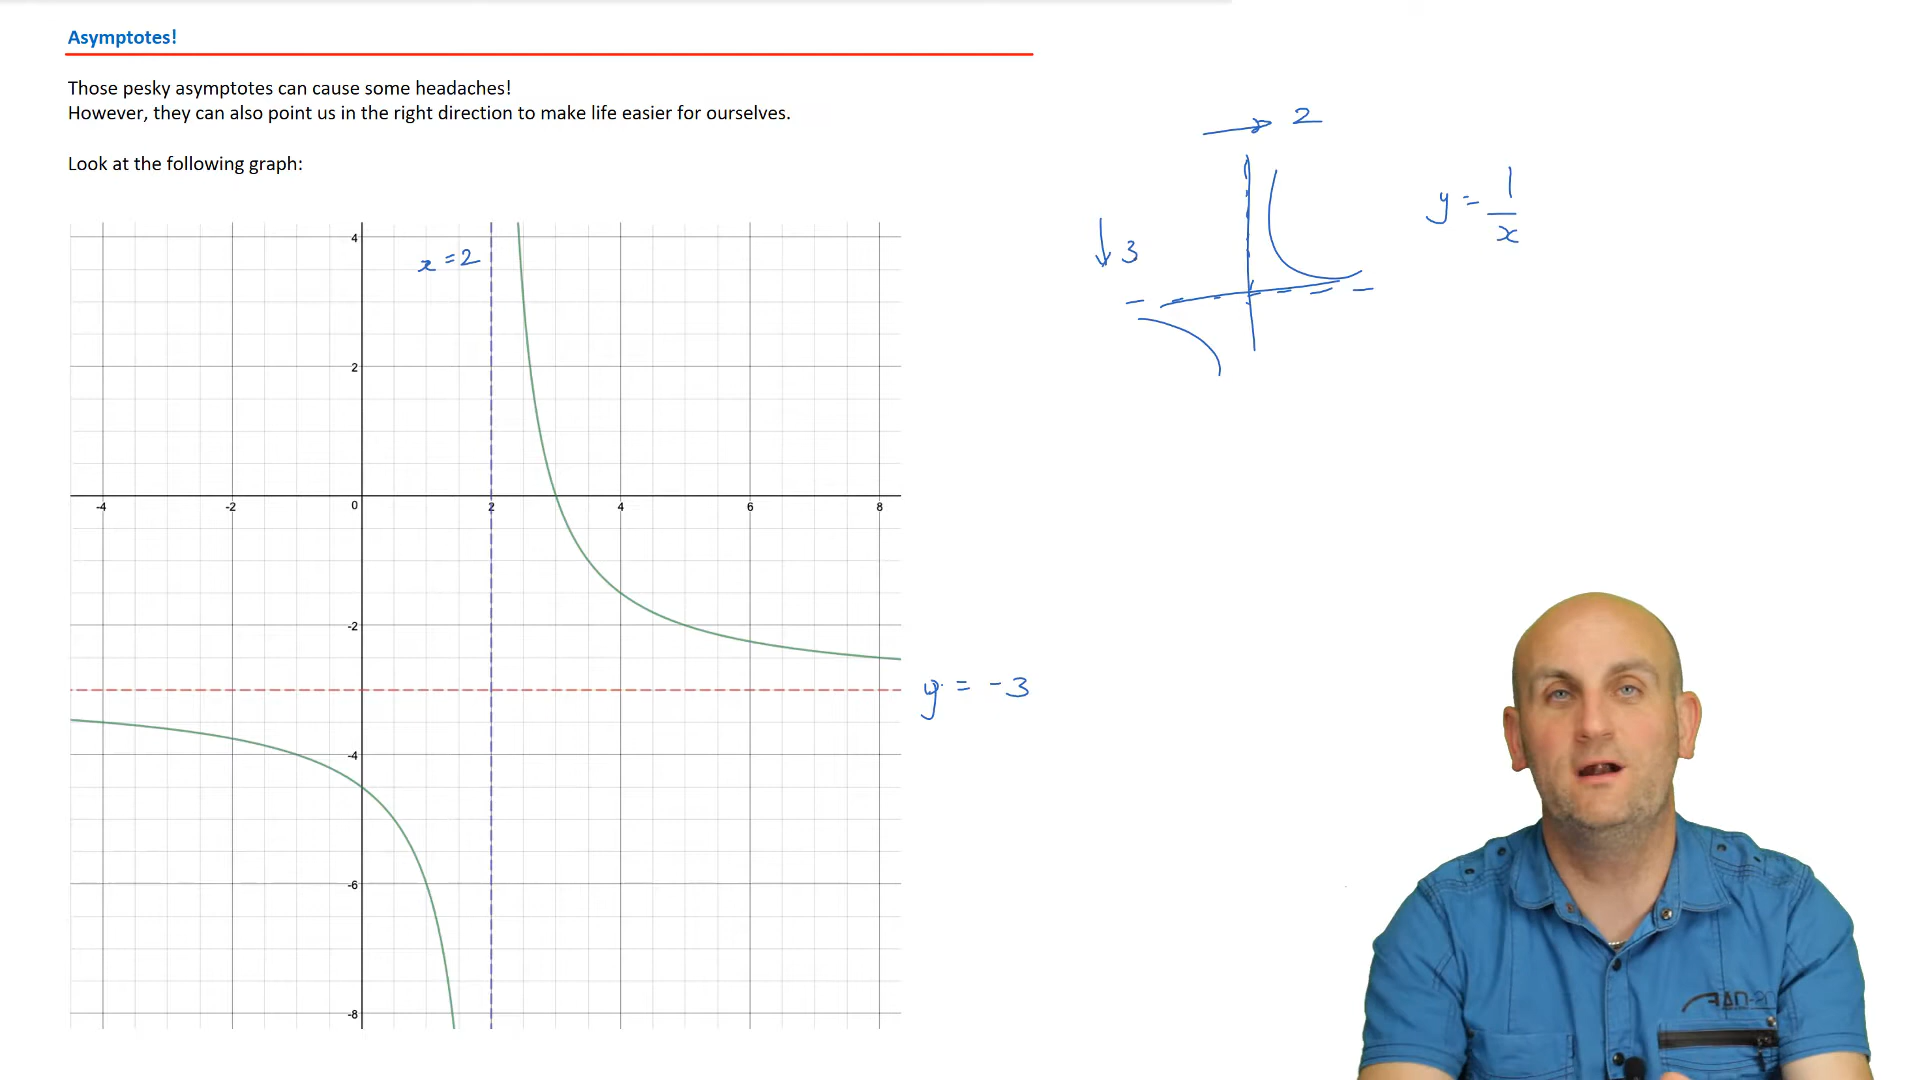 Asymptotes!
Those pesky asymptotes can cause some headaches!
However, they can also point us in the right direction to make life easier for ourselves.
Look at the following graph:
→ 2
y = 1/x
↓ 3
x = 2
4
2
-4 -2 0 2 4 6 8
-2
y = -3
-4
-6
-8